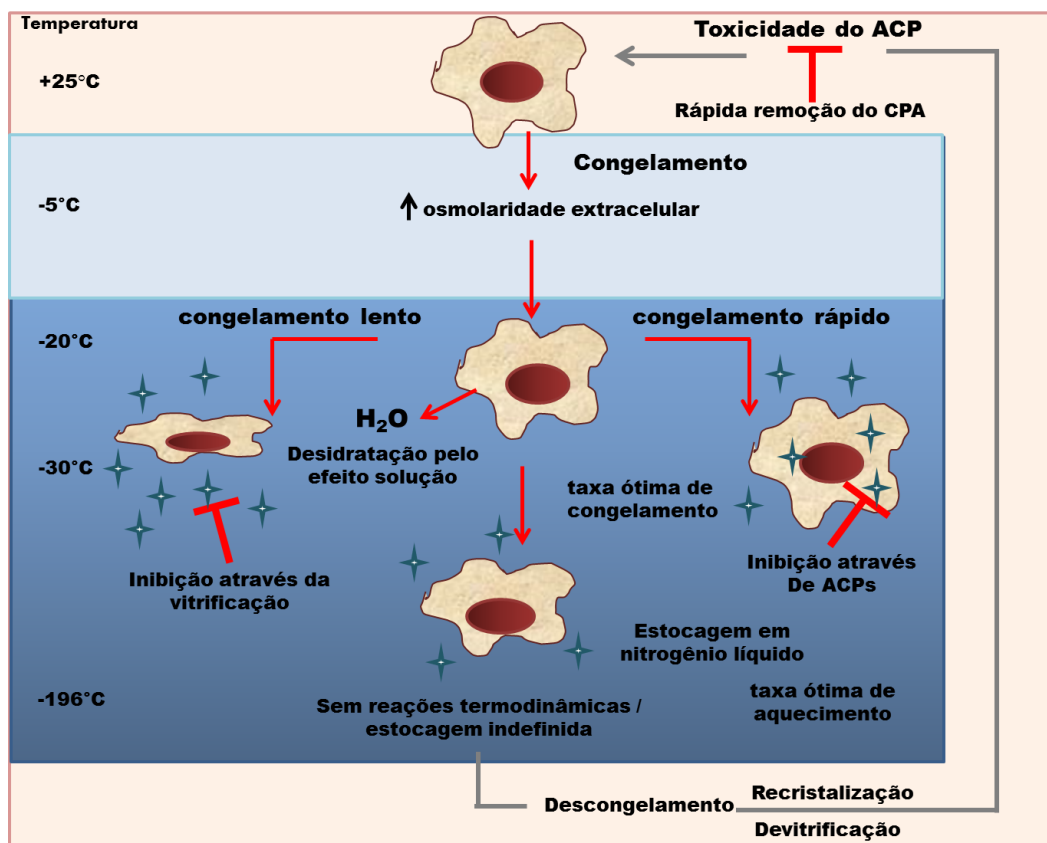 Temperatura
Toxicidade do ACP
+25°C
Rápida remoção do CPA
Congelamento
-5°C
osmolaridade extracelular
congelamento lento
congelamento rápido
-20°C
H₂O
Desidratação pelo
efeito solução
-30°C
taxa ótima de
congelamento
Inibição através da
vitrificação
Inibição através
De ACPs
Estocagem em
nitrogênio líquido
-196°C
Sem reações termodinâmicas /
estocagem indefinida
taxa ótima de
aquecimento
Descongelamento
Recristalização
Devitrificação